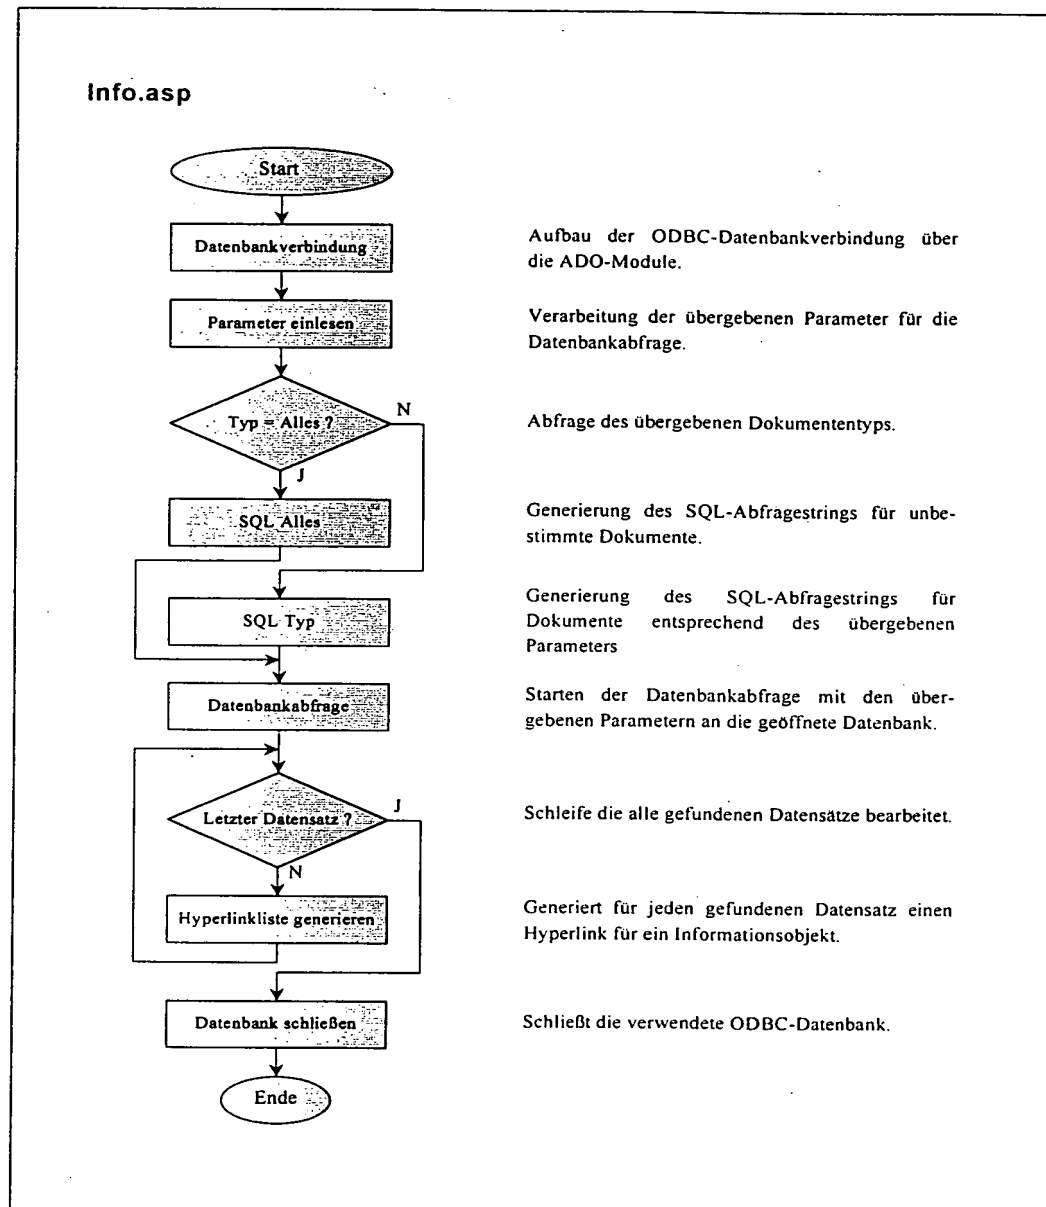 Info.asp
Start
Datenbankverbindung
Aufbau der ODBC-Datenbankverbindung über
die ADO-Module.
Parameter einlesen
Verarbeitung der übergebenen Parameter für die
Datenbankabfrage.
Typ = Alles ?
N
Abfrage des übergebenen Dokumententyps.
J
SQL Alles
Generierung des SQL-Abfragestrings für unbe-
stimmte Dokumente.
SQL Typ
Generierung des SQL-Abfragestrings für
Dokumente entsprechend des übergebenen
Parameters
Datenbankabfrage
Starten der Datenbankabfrage mit den über-
gebenen Parametern an die geöffnete Datenbank.
Letzter Datensatz ?
J
Schleife die alle gefundenen Datensätze bearbeitet.
N
Hyperlinkliste generieren
Generiert für jeden gefundenen Datensatz einen
Hyperlink für ein Informationsobjekt.
Datenbank schließen
Schließt die verwendete ODBC-Datenbank.
Ende